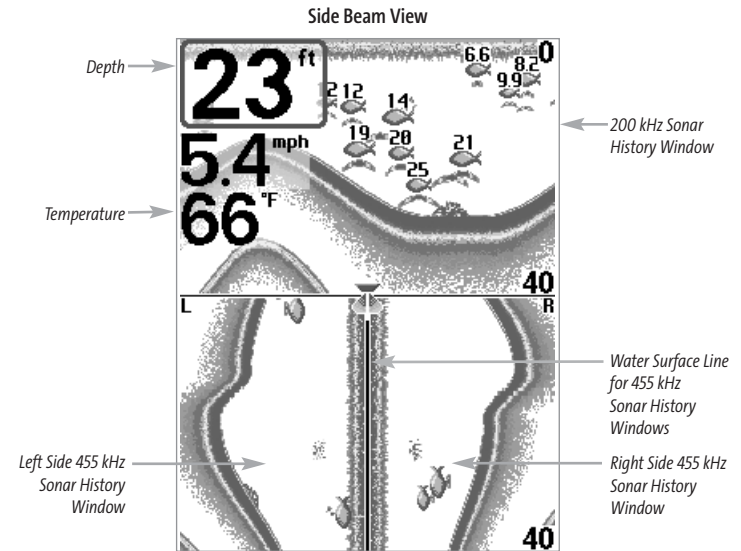 Side Beam View
Depth
23 ft
5.4 mph
66 °F
Temperature
0
6.6
8.2
9.9
2 12
14
19
20
21
25
40
200 kHz Sonar
History Window
L
R
Water Surface Line
for 455 kHz
Sonar History
Windows
Left Side 455 kHz
Sonar History
Window
Right Side 455 kHz
Sonar History
Window
40